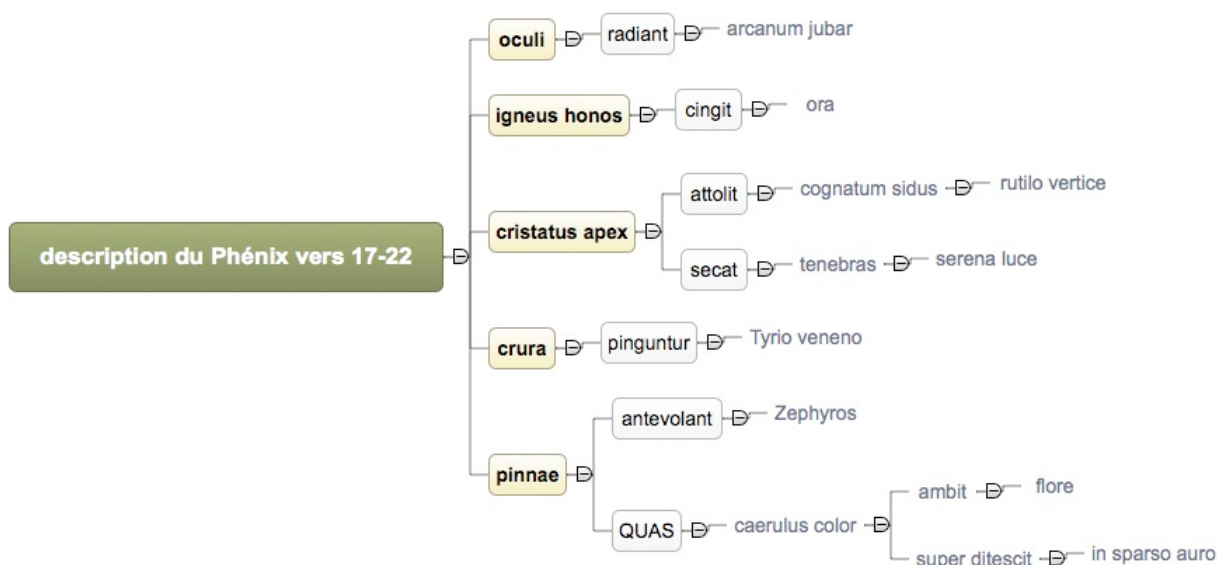 description du Phénix vers 17-22
oculi
radiant
arcanum jubar
igneus honos
cingit
ora
cristatus apex
attolit
cognatum sidus
rutilo vertice
secat
tenebras
serena luce
crura
pinguntur
Tyrio veneno
pinnae
antevolant
Zephyros
QUAS
caerulus color
ambit
flore
super ditescit
in sparso auro